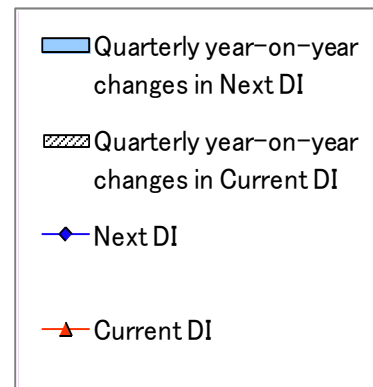 Quarterly year-on-year
changes in Next DI
Quarterly year-on-year
changes in Current DI
Next DI
Current DI